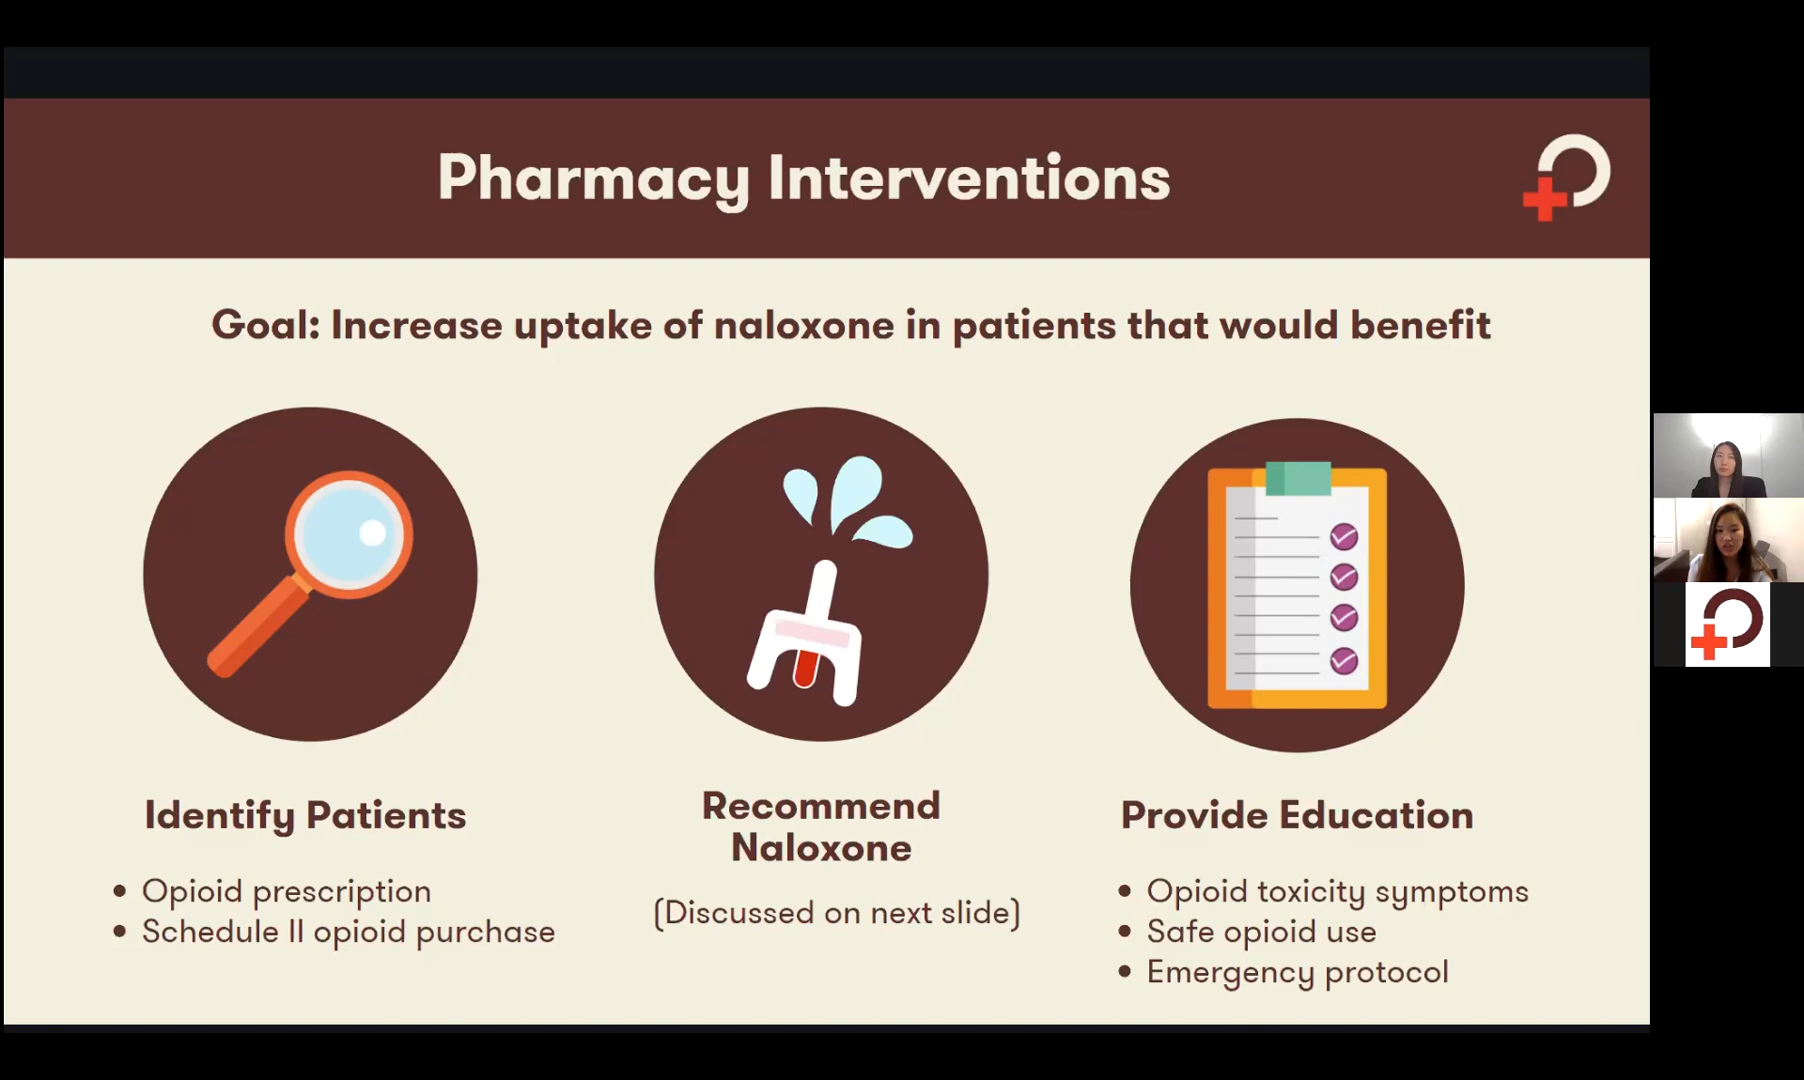 Pharmacy Interventions
Goal: Increase uptake of naloxone in patients that would benefit
Identify Patients
• Opioid prescription
• Schedule II opioid purchase
Recommend
Naloxone
(Discussed on next slide)
Provide Education
• Opioid toxicity symptoms
• Safe opioid use
• Emergency protocol